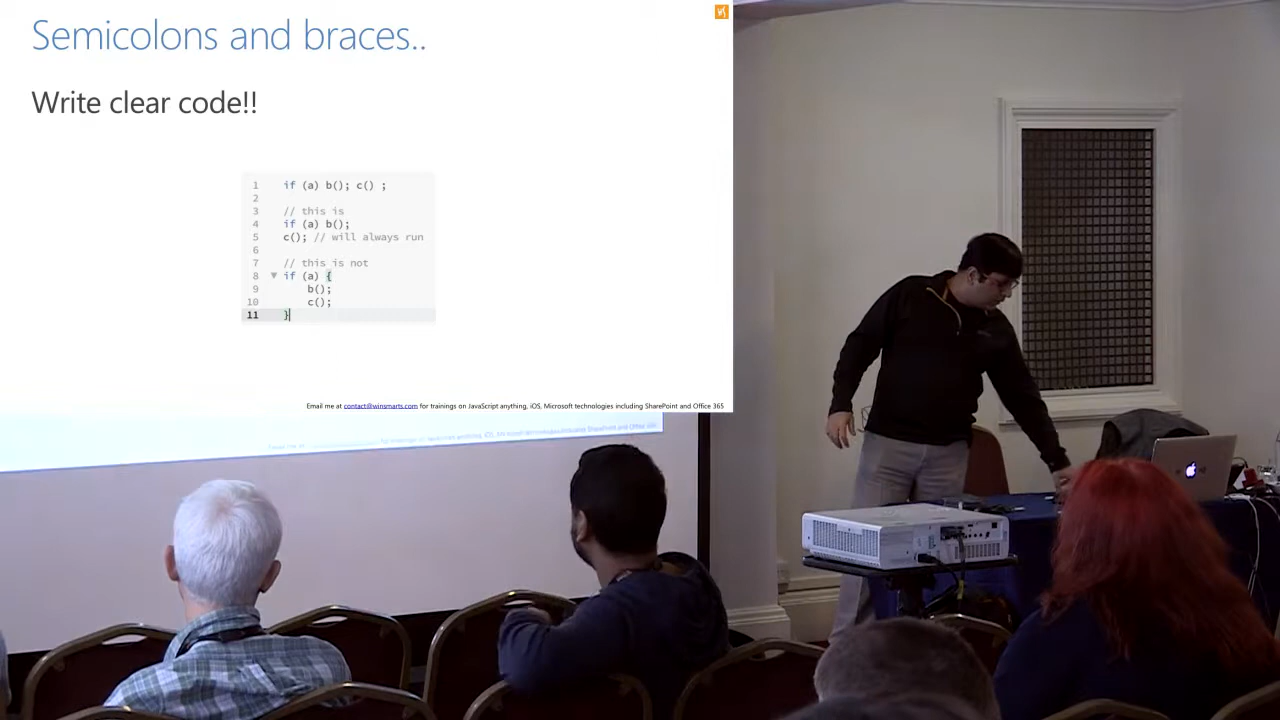 Semicolons and braces..
Write clear code!!
1 if (a) b(); c() ;
2
3 // this is
4 if (a) b();
5 c(); // will always run
6
7 // this is not
8 if (a) {
9 b();
10 c();
11 }
Email me at contact@winsmarts.com for trainings on JavaScript anything, iOS, Microsoft technologies including SharePoint and Office 365